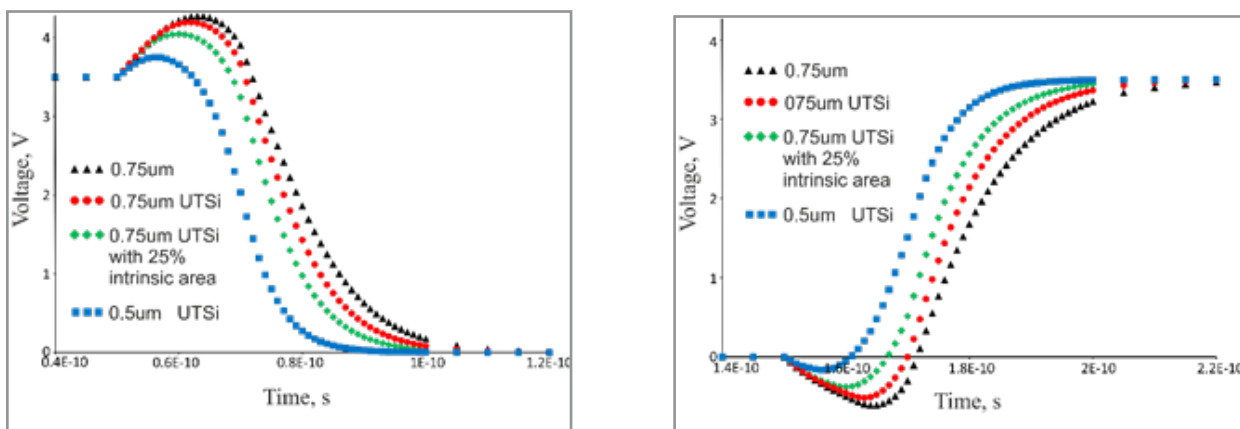 4
3
2
1
0
Voltage, V
0.75um
0.75um UTSi
0.75um UTSi
with 25%
intrinsic area
0.5um UTSi
0.4E-10 0.6E-10 0.8E-10 1E-10 1.2E-10
Time, s
4
3
2
1
0
Voltage, V
0.75um
075um UTSi
0.75um UTSi
with 25%
intrinsic area
0.5um UTSi
1.4E-10 1.6E-10 1.8E-10 2E-10 2.2E-10
Time, s